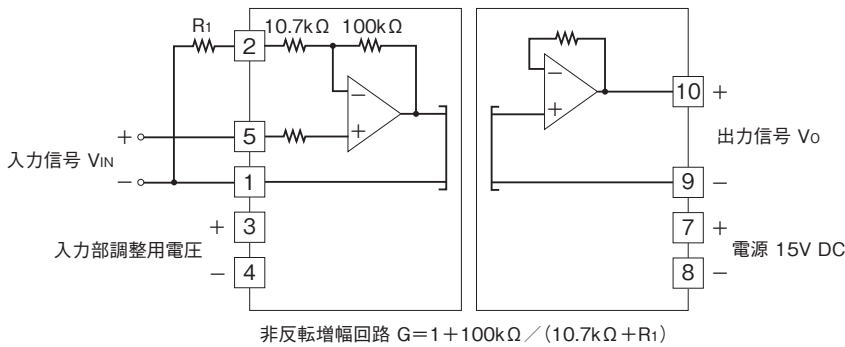 R1
2
10.7kΩ
100kΩ
−
+
5
+
入力信号 VIN
−
1
+
3
入力部調整用電圧
−
4
−
+
10
+
出力信号 VO
9
−
7
+
電源 15V DC
8
−
非反転増幅回路 G=1+100kΩ/(10.7kΩ+R1)